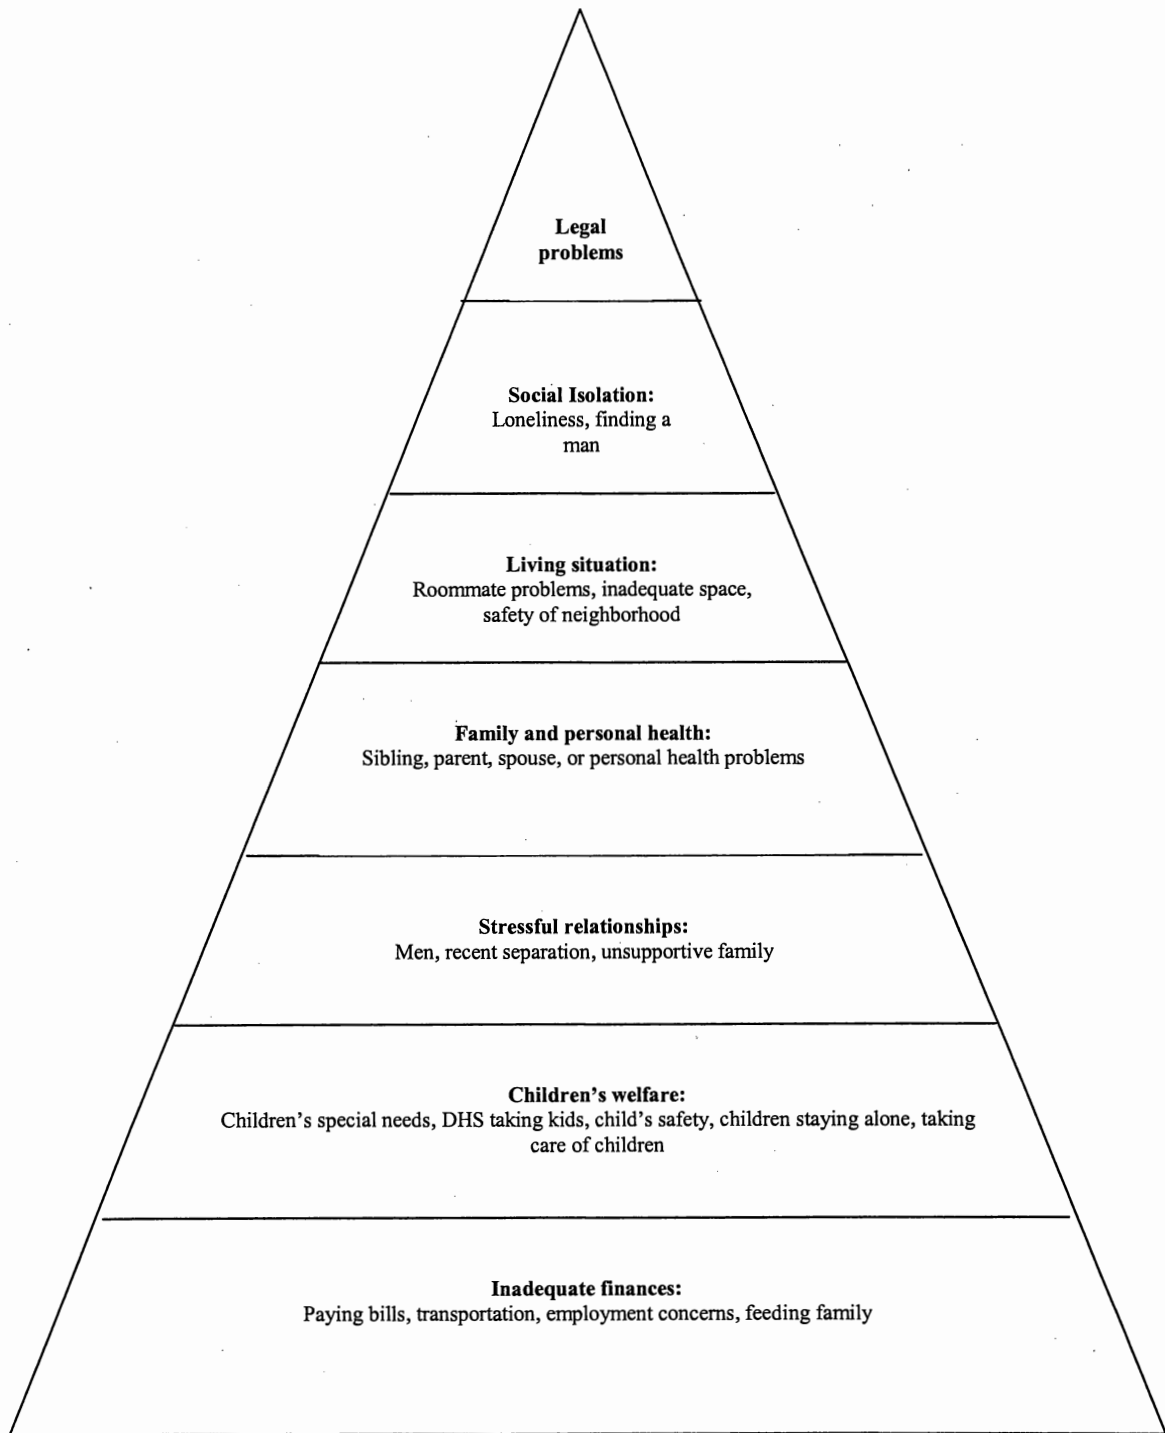 Legal
problems
Social Isolation:
Loneliness, finding a
man
Living situation:
Roommate problems, inadequate space,
safety of neighborhood
Family and personal health:
Sibling, parent, spouse, or personal health problems
Stressful relationships:
Men, recent separation, unsupportive family
Children's welfare:
Children's special needs, DHS taking kids, child's safety, children staying alone, taking
care of children
Inadequate finances:
Paying bills, transportation, employment concerns, feeding family